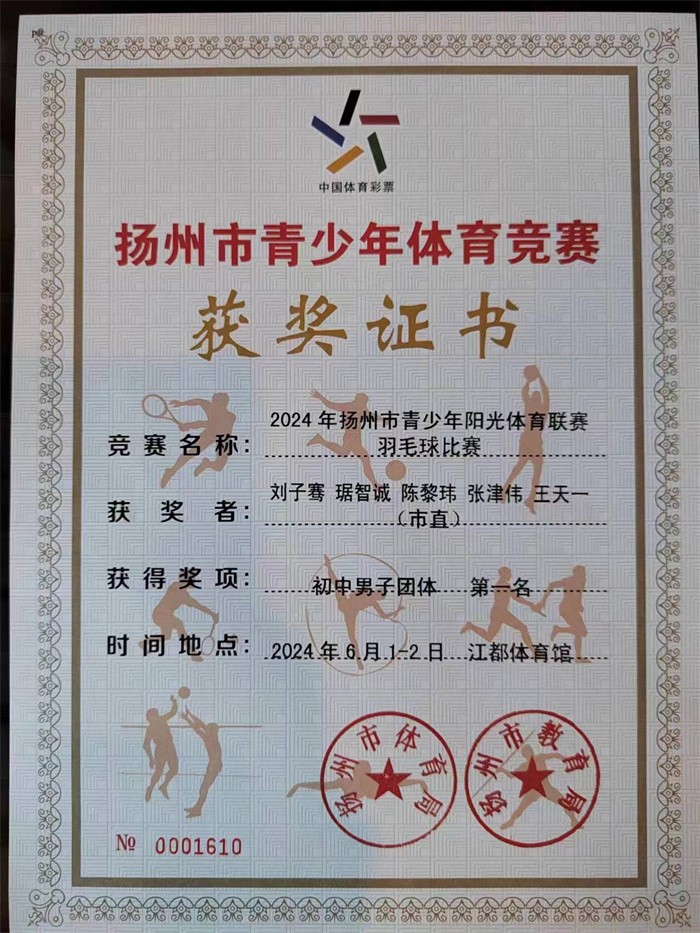 中国体育彩票
扬州市青少年体育竞赛
获奖证书
竞赛名称：2024年扬州市青少年阳光体育联赛
羽毛球比赛
获奖者：刘子骞 琚智诚 陈黎玮 张津伟 王天一
（市直）
获得奖项：初中男子团体 第一名
时间地点：2024年6月1-2日 江都体育馆
扬州市体育局
扬州市教育局
№ 0001610